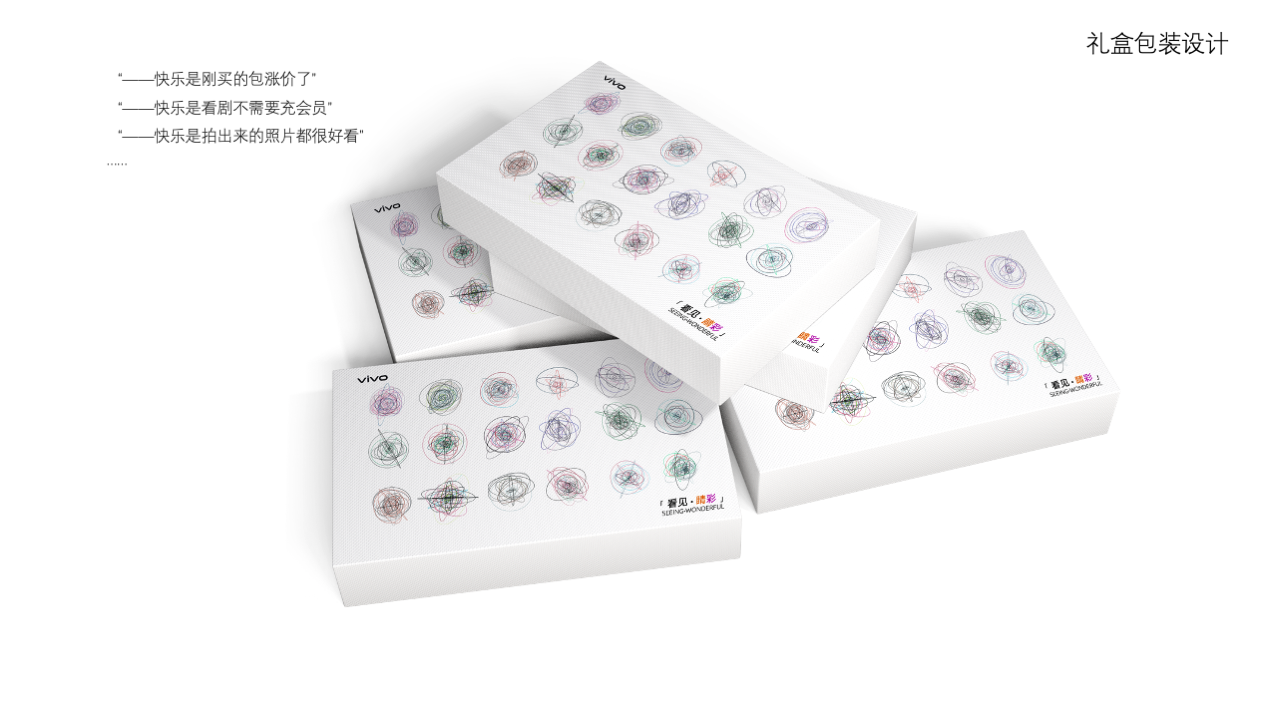 礼盒包装设计
“——快乐是刚买的包涨价了”
“——快乐是看剧不需要充会员”
“——快乐是拍出来的照片都很好看”
……
vivo
「看见·精彩」
SEEING·WONDERFUL
vivo
精彩」
NDERFUL
vivo
「看见·精彩」
SEEING·WONDERFUL
「看见·精彩」
SEEING·WONDERFUL